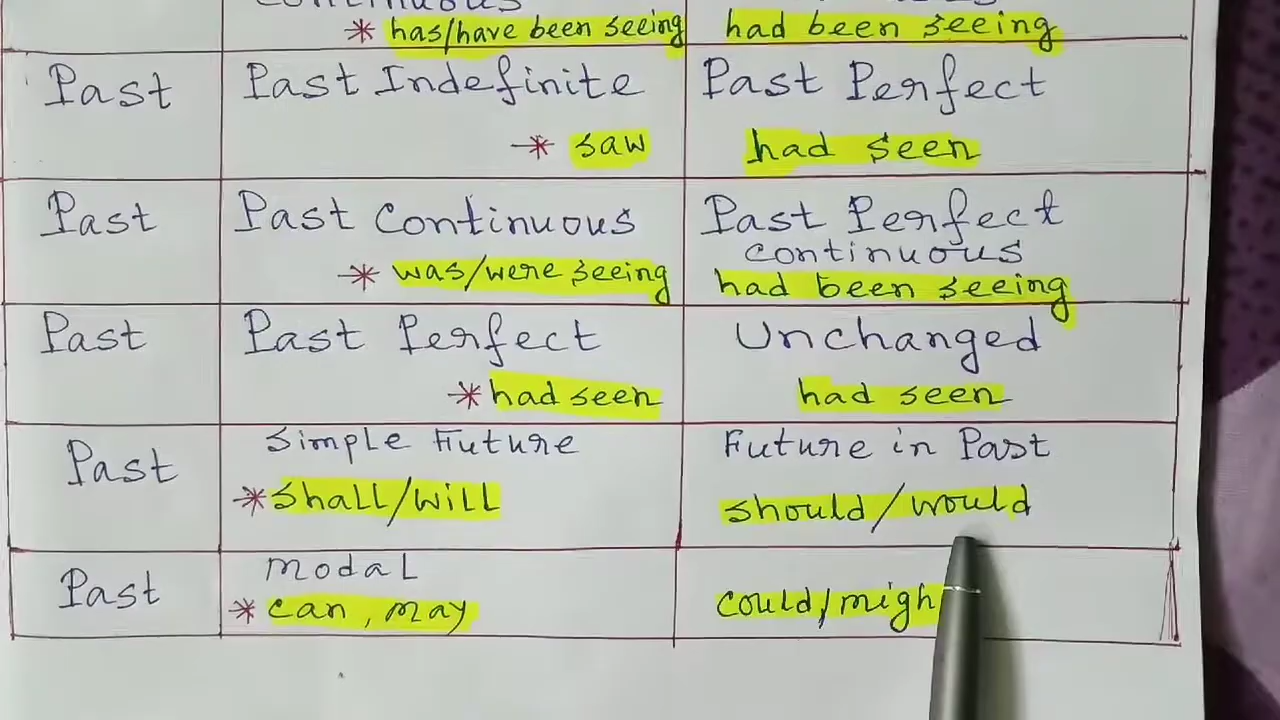 * has/have been seeing had been seeing
Past Past Indefinite Past Perfect
* saw had seen
Past Past Continuous Past Perfect
continuous
* was/were seeing had been seeing
Past Past Perfect Unchanged
* had seen had seen
Past Simple Future Future in Past
* shall/will should/would
Past Modal
* can, may could/migh